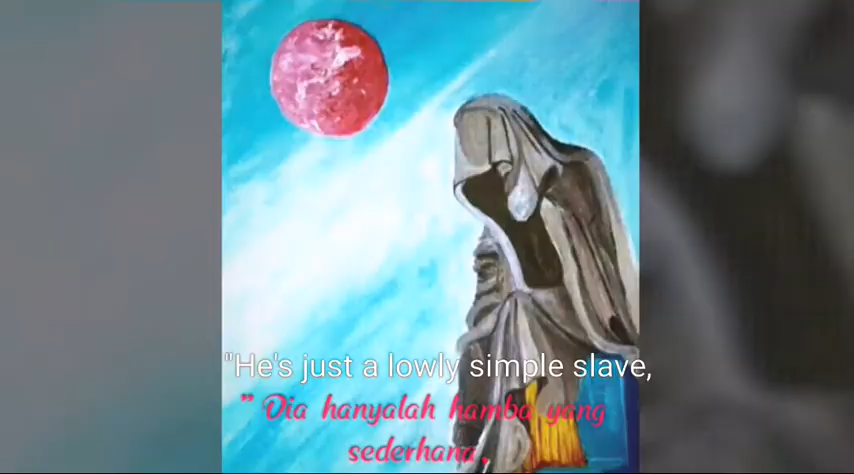 "He's just a lowly simple slave,
" Dia hanyalah hamba yang
sederhana,